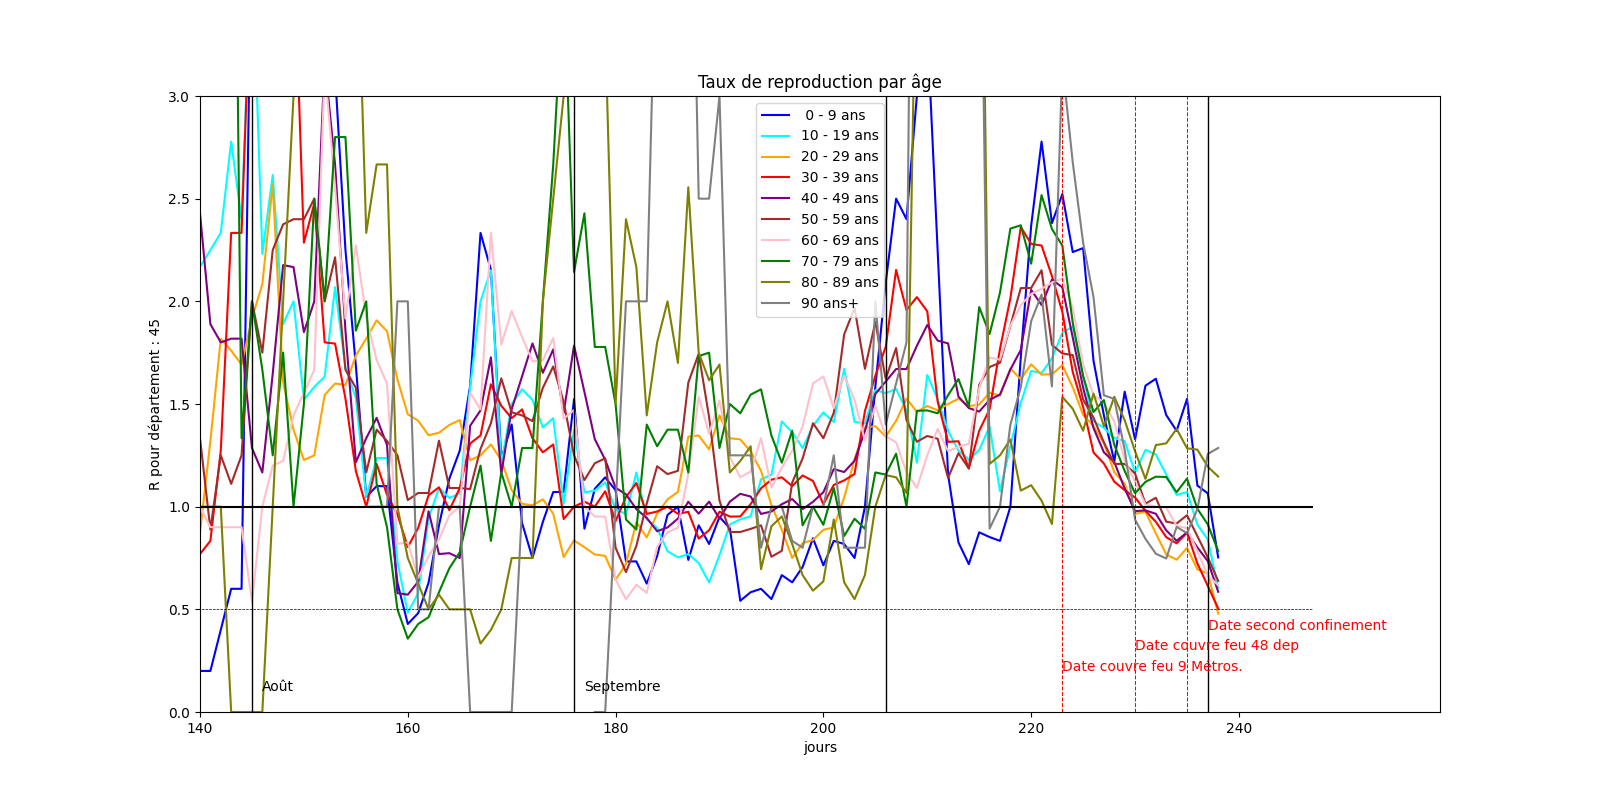 Taux de reproduction par âge
R pour département : 45
3.0
2.5
2.0
1.5
1.0
0.5
0.0
0 - 9 ans
10 - 19 ans
20 - 29 ans
30 - 39 ans
40 - 49 ans
50 - 59 ans
60 - 69 ans
70 - 79 ans
80 - 89 ans
90 ans+
Date second confinement
Date couvre feu 48 dep
Date couvre feu 9 Métros.
Août
Septembre
140
160
180
200
220
240
jours